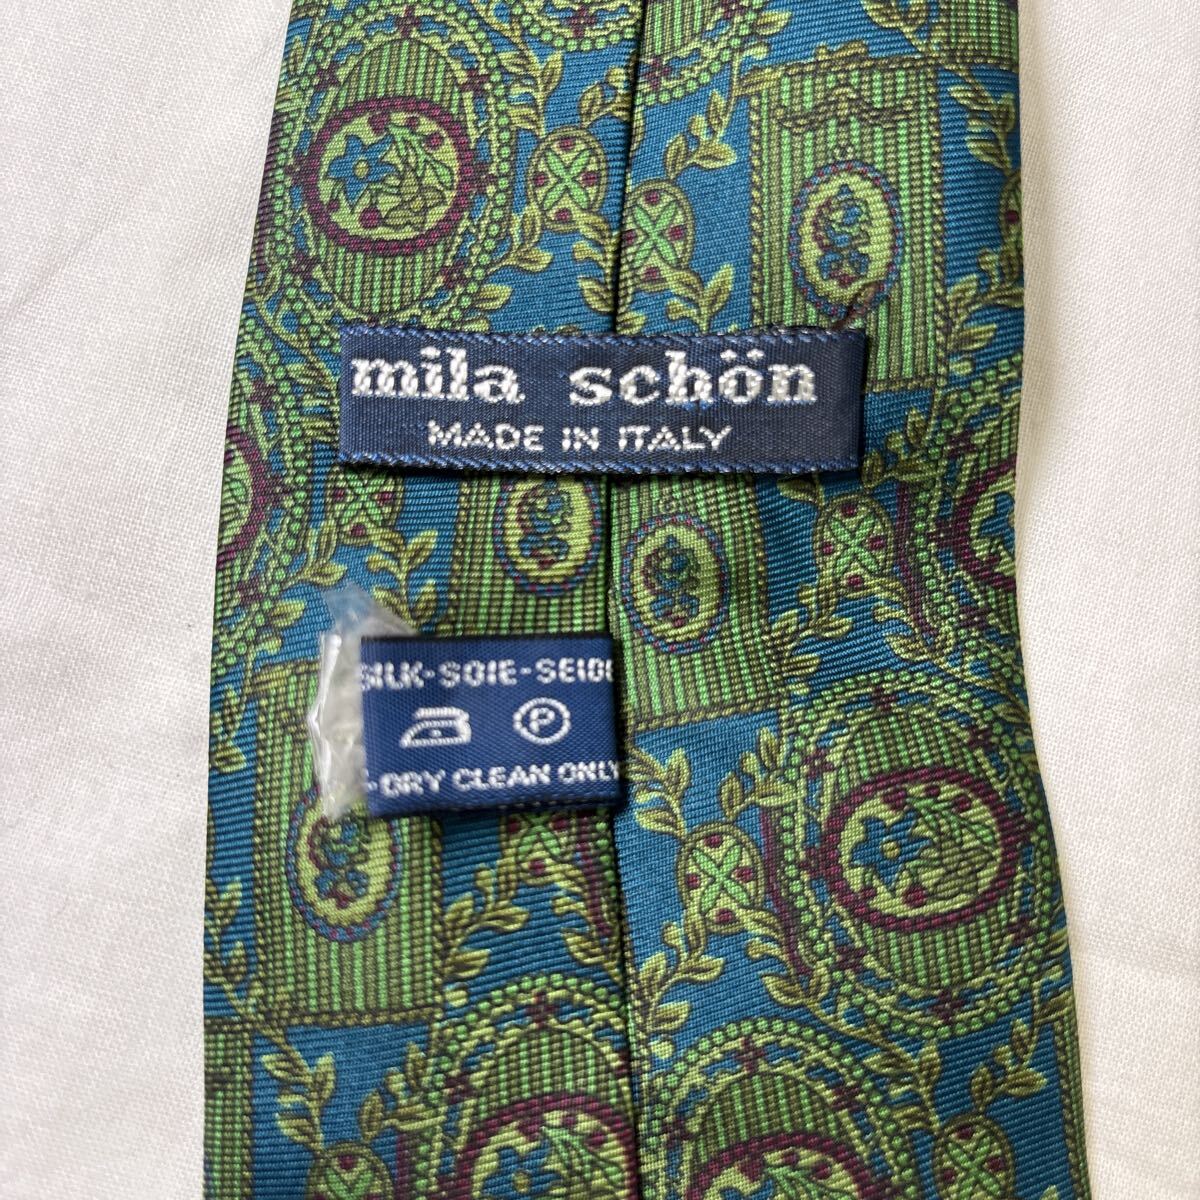 mila schön
MADE IN ITALY
SILK-SOIE-SEIDE
P
DRY CLEAN ONLY